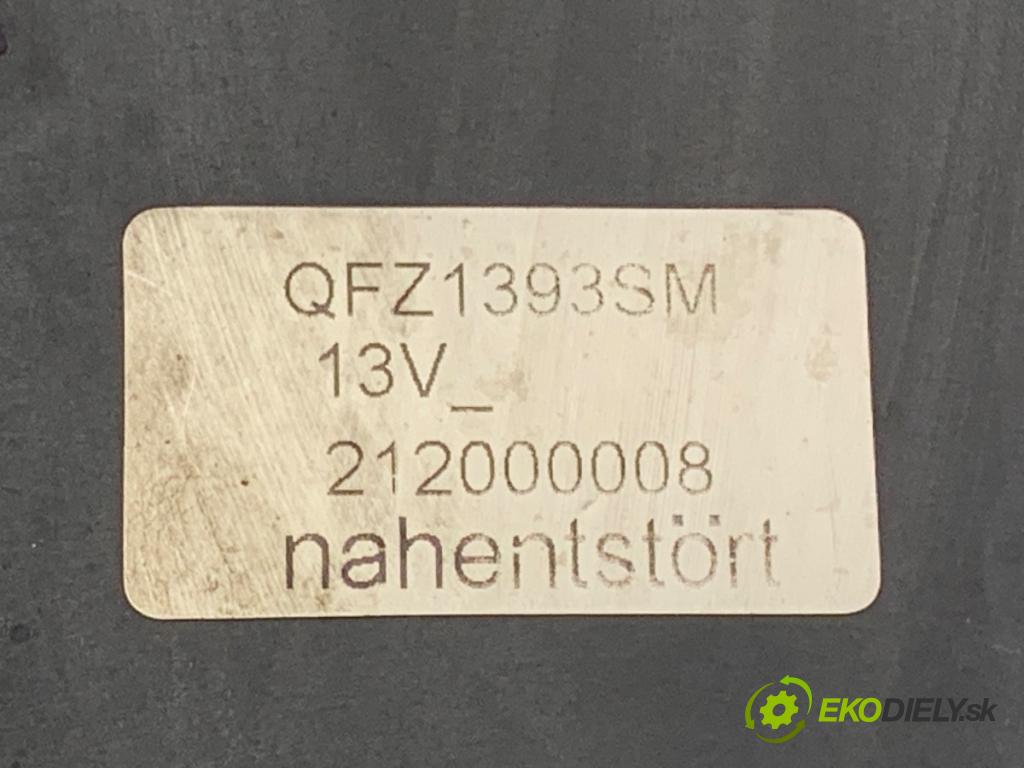 QFZ1393SM
13V_
212000008
nahentstört
EKODIELY.sk